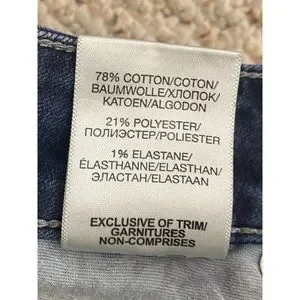 78% COTTON/COTON/
BAUMWOLLE/ХЛОПОК/
KATOEN/ALGODON
21% POLYESTER/
ПОЛИЭСТЕР/POLIESTER
1% ELASTANE/
ÉLASTHANNE/ELASTHAN/
ЭЛАСТАН/ELASTAAN
EXCLUSIVE OF TRIM/
GARNITURES
NON-COMPRISES